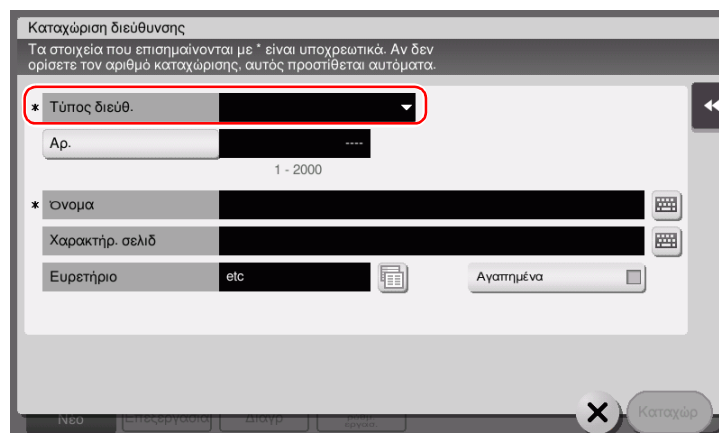 Καταχώριση διεύθυνσης
Τα στοιχεία που επισημαίνονται με * είναι υποχρεωτικά. Αν δεν
ορίσετε τον αριθμό καταχώρισης, αυτός προστίθεται αυτόματα.
* Τύπος διεύθ.
Αρ. ----
1 - 2000
* Όνομα
Χαρακτήρ. σελιδ
Ευρετήριο etc Αγαπημένα
Νέο Επεξεργασία Διαγρ
Καταχώρ